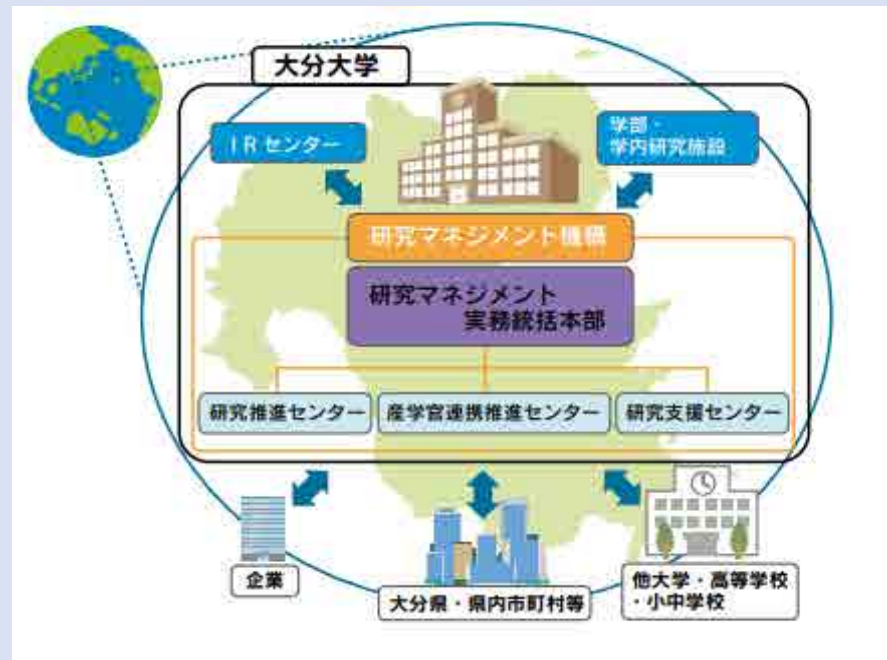 大分大学
IRセンター
学部・
学内研究施設
研究マネジメント機構
研究マネジメント
実務統括本部
研究推進センター
産学官連携推進センター
研究支援センター
企業
大分県・県内市町村等
他大学・高等学校
・小中学校